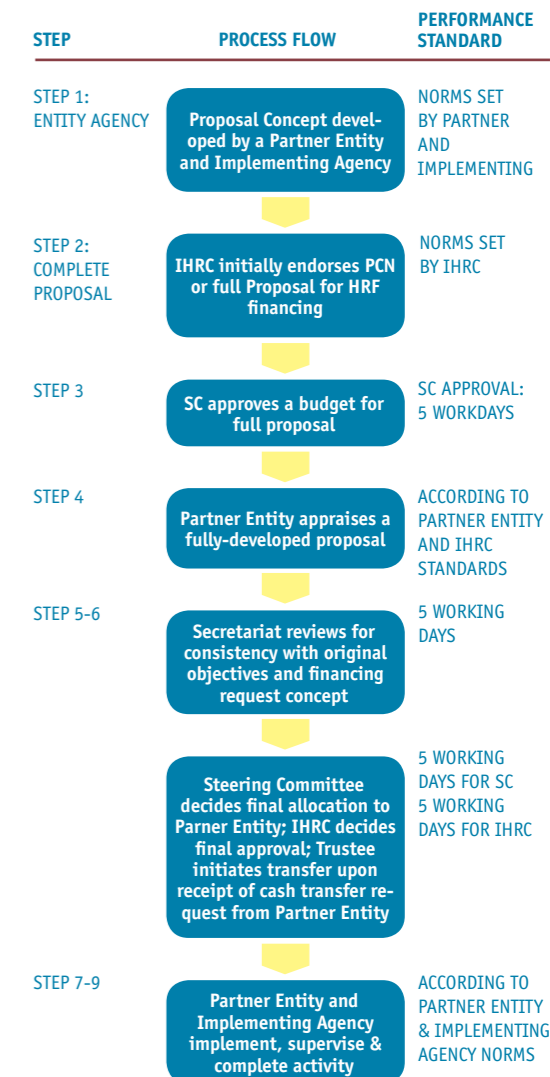 STEP
PROCESS FLOW
PERFORMANCE
STANDARD
STEP 1:
ENTITY AGENCY
Proposal Concept devel-
oped by a Partner Entity
and Implementing Agency
NORMS SET
BY PARTNER
AND
IMPLEMENTING
STEP 2:
COMPLETE
PROPOSAL
IHRC initially endorses PCN
or full Proposal for HRF
financing
NORMS SET
BY IHRC
STEP 3
SC approves a budget for
full proposal
SC APPROVAL:
5 WORKDAYS
STEP 4
Partner Entity appraises a
fully-developed proposal
ACCORDING TO
PARTNER ENTITY
AND IHRC
STANDARDS
STEP 5-6
Secretariat reviews for
consistency with original
objectives and financing
request concept
5 WORKING
DAYS
Steering Committee
decides final allocation to
Parner Entity; IHRC decides
final approval; Trustee
initiates transfer upon
receipt of cash transfer re-
quest from Partner Entity
5 WORKING
DAYS FOR SC
5 WORKING
DAYS FOR IHRC
STEP 7-9
Partner Entity and
Implementing Agency
implement, supervise &
complete activity
ACCORDING TO
PARTNER ENTITY
& IMPLEMENTING
AGENCY NORMS